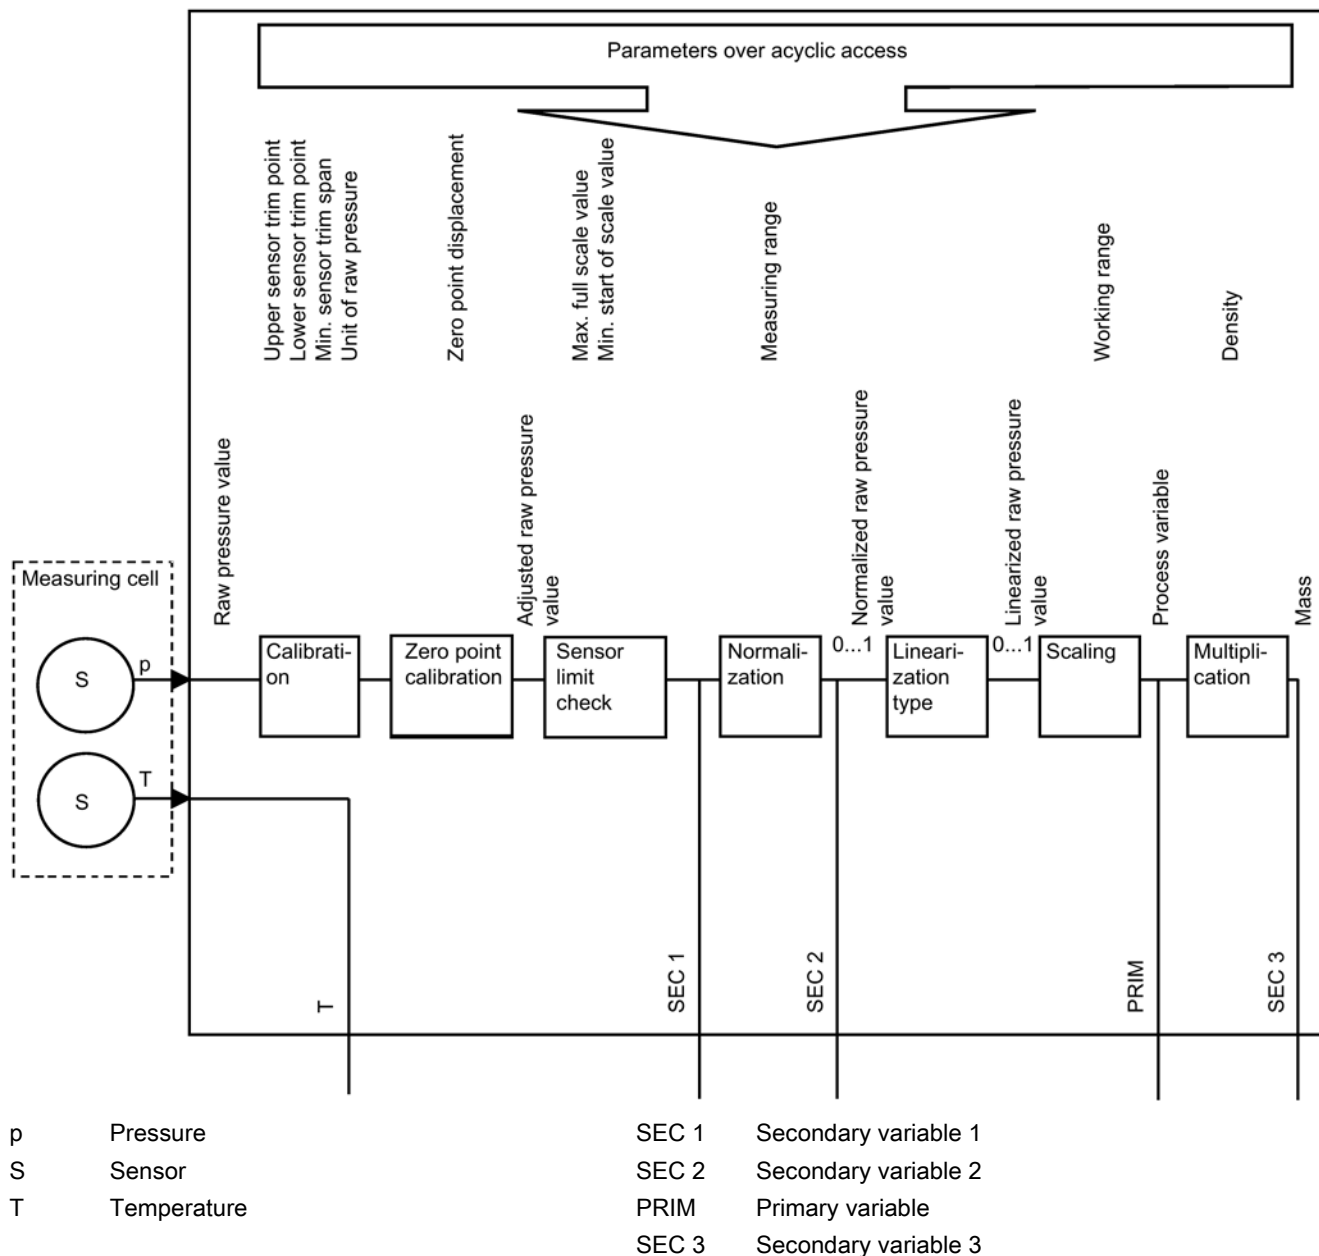 Parameters over acyclic access
Upper sensor trim point
Lower sensor trim point
Min. sensor trim span
Unit of raw pressure
Zero point displacement
Max. full scale value
Min. start of scale value
Measuring range
Working range
Density
Raw pressure value
Adjusted raw pressure
value
Normalized raw pressure
value
Linearized raw pressure
value
Process variable
Mass
Measuring cell
S
p
S
T
Calibrati-
on
Zero point
calibration
Sensor
limit
check
Normali-
zation
0...1
Lineari-
zation
type
0...1
Scaling
Multipli-
cation
T
SEC 1
SEC 2
PRIM
SEC 3
p Pressure
S Sensor
T Temperature
SEC 1 Secondary variable 1
SEC 2 Secondary variable 2
PRIM Primary variable
SEC 3 Secondary variable 3